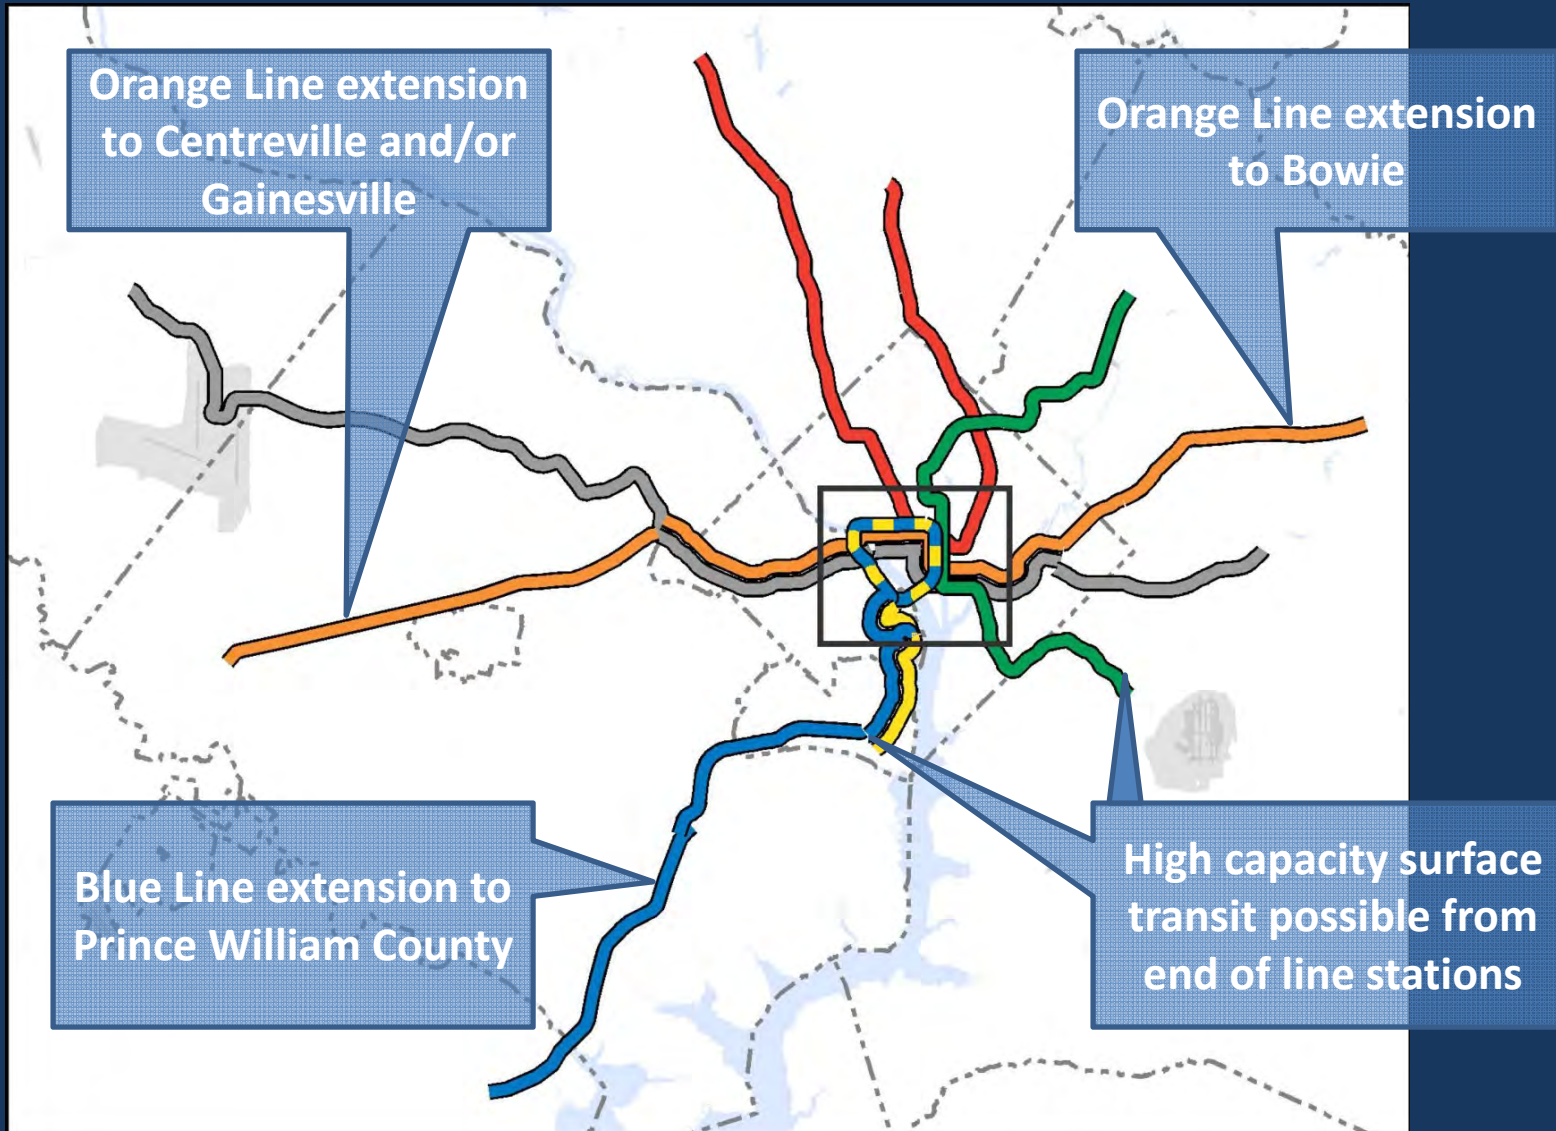 Orange Line extension
to Centreville and/or
Gainesville
Orange Line extension
to Bowie
Blue Line extension to
Prince William County
High capacity surface
transit possible from
end of line stations